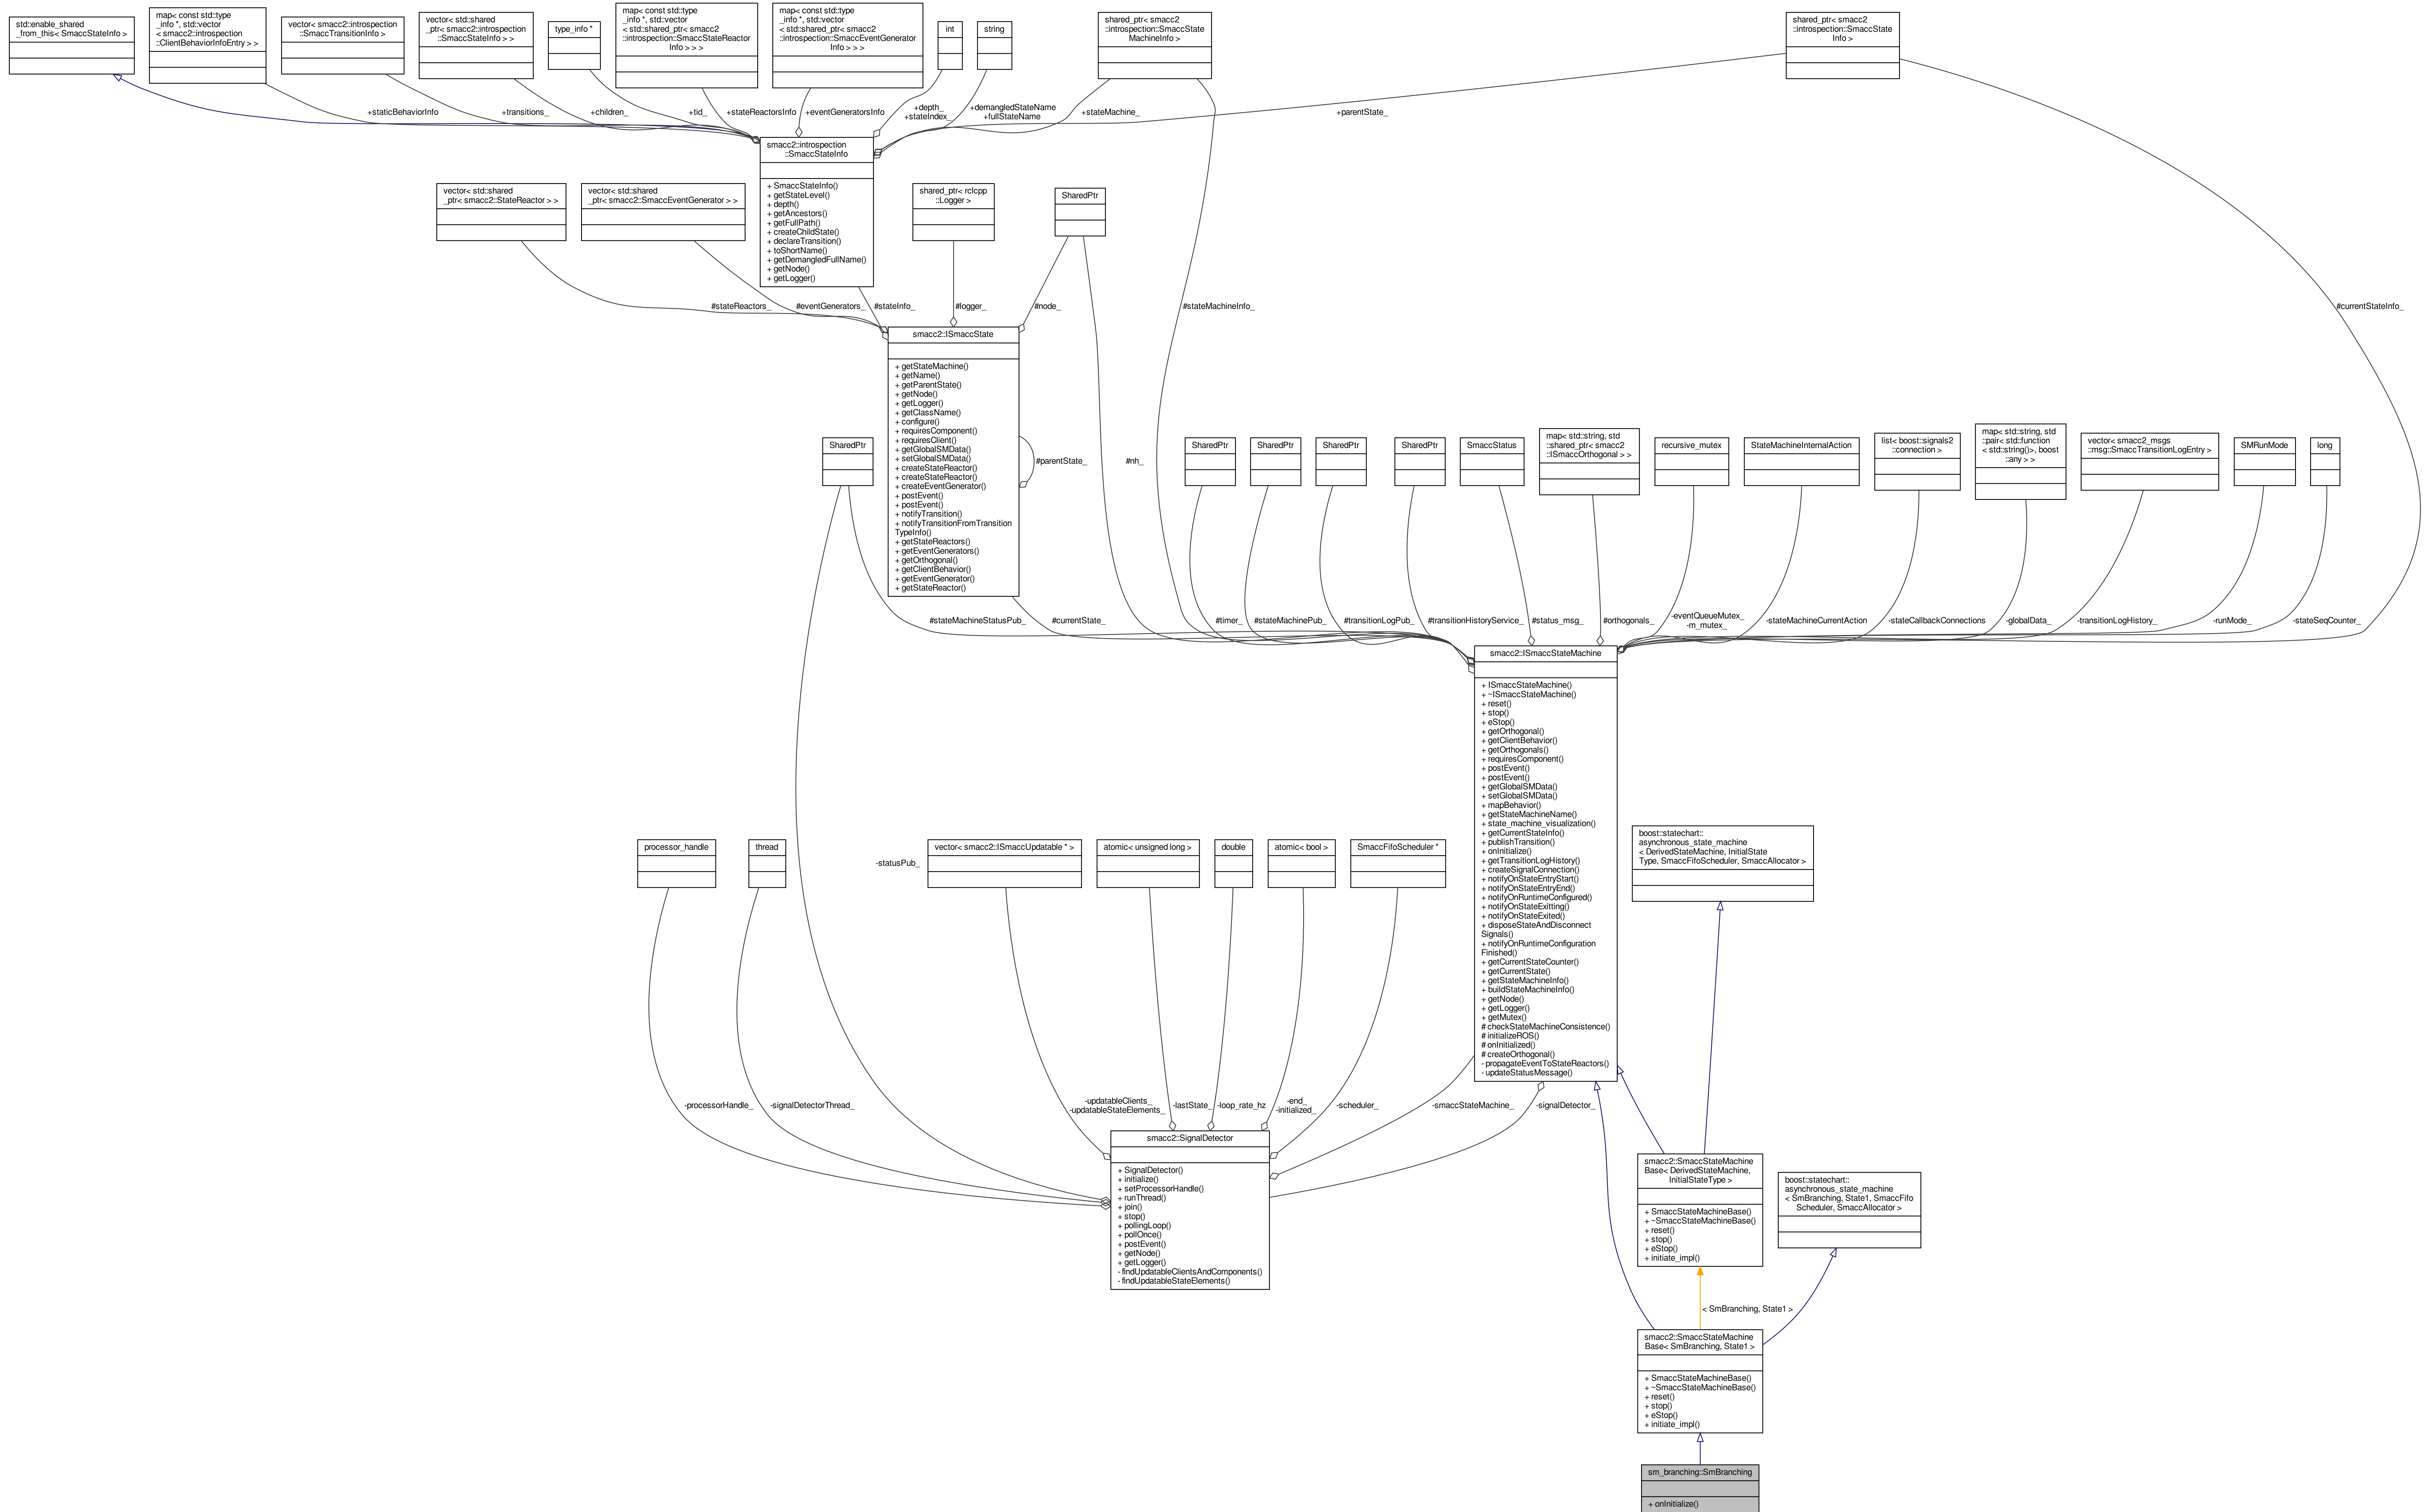 std::enable_shared
_from_this< SmaccStateInfo >
map< const std::type
_info *, std::vector
< smacc2::introspection
::ClientBehaviorInfoEntry > >
vector< smacc2::introspection
::SmaccTransitionInfo >
vector< std::shared
_ptr< smacc2::introspection
::SmaccStateInfo > >
type_info *
map< const std::type
_info *, std::vector
< std::shared_ptr< smacc2
::introspection::SmaccStateReactor
Info > > >
map< const std::type
_info *, std::vector
< std::shared_ptr< smacc2
::introspection::SmaccEventGenerator
Info > > >
int
string
shared_ptr< smacc2
::introspection::SmaccState
MachineInfo >
shared_ptr< smacc2
::introspection::SmaccState
Info >
+staticBehaviorInfo
+transitions_
+children_
+tid_
+stateReactorsInfo
+eventGeneratorsInfo
+depth_
+stateIndex_
+demangledStateName
+fullStateName
+stateMachine_
+parentState_
smacc2::introspection
::SmaccStateInfo
+ SmaccStateInfo()
+ getStateLevel()
+ depth()
+ getAncestors()
+ getFullPath()
+ createChildState()
+ declareTransition()
+ toShortName()
+ getDemangledFullName()
+ getNode()
+ getLogger()
vector< std::shared
_ptr< smacc2::StateReactor > >
vector< std::shared
_ptr< smacc2::SmaccEventGenerator > >
shared_ptr< rclcpp
::Logger >
SharedPtr
#stateReactors_
#eventGenerators_
#stateInfo_
#logger_
#node_
#stateMachineInfo_
#currentStateInfo_
smacc2::ISmaccState
+ getStateMachine()
+ getName()
+ getParentState()
+ getNode()
+ getLogger()
+ getClassName()
+ configure()
+ requiresComponent()
+ requiresClient()
+ getGlobalSMData()
+ setGlobalSMData()
+ createStateReactor()
+ createStateReactor()
+ createEventGenerator()
+ postEvent()
+ postEvent()
+ notifyTransition()
+ notifyTransitionFromTransition
TypeInfo()
+ getStateReactors()
+ getEventGenerators()
+ getOrthogonal()
+ getClientBehavior()
+ getEventGenerator()
+ getStateReactor()
#parentState_
#nh_
SharedPtr
SharedPtr
SharedPtr
SharedPtr
SharedPtr
SmaccStatus
map< std::string, std
::shared_ptr< smacc2
::ISmaccOrthogonal > >
recursive_mutex
StateMachineInternalAction
list< boost::signals2
::connection >
map< std::string, std
::pair< std::function
< std::string()>, boost
::any > >
vector< smacc2_msgs
::msg::SmaccTransitionLogEntry >
SMRunMode
long
#stateMachineStatusPub_
#currentState_
#timer_
#stateMachinePub_
#transitionLogPub_
#transitionHistoryService_
#status_msg_
#orthogonals_
-eventQueueMutex_
-m_mutex_
-stateMachineCurrentAction
-stateCallbackConnections
-globalData_
-transitionLogHistory_
-runMode_
-stateSeqCounter_
smacc2::ISmaccStateMachine
+ ISmaccStateMachine()
+ ~ISmaccStateMachine()
+ reset()
+ stop()
+ eStop()
+ getOrthogonal()
+ getClientBehavior()
+ getOrthogonals()
+ requiresComponent()
+ postEvent()
+ postEvent()
+ getGlobalSMData()
+ setGlobalSMData()
+ mapBehavior()
+ getStateMachineName()
+ state_machine_visualization()
+ getCurrentStateInfo()
+ publishTransition()
+ onInitialize()
+ getTransitionLogHistory()
+ createSignalConnection()
+ notifyOnStateEntryStart()
+ notifyOnStateEntryEnd()
+ notifyOnRuntimeConfigured()
+ notifyOnStateExitting()
+ notifyOnStateExited()
+ disposeStateAndDisconnect
Signals()
+ notifyOnRuntimeConfiguration
Finished()
+ getCurrentStateCounter()
+ getCurrentState()
+ getStateMachineInfo()
+ buildStateMachineInfo()
+ getNode()
+ getLogger()
+ getMutex()
# checkStateMachineConsistence()
# initializeROS()
# onInitialized()
# createOrthogonal()
- propagateEventToStateReactors()
- updateStatusMessage()
processor_handle
thread
-statusPub_
vector< smacc2::ISmaccUpdatable * >
atomic< unsigned long >
double
atomic< bool >
SmaccFifoScheduler *
boost::statechart::
asynchronous_state_machine
< DerivedStateMachine, InitialState
Type, SmaccFifoScheduler, SmaccAllocator >
-processorHandle_
-signalDetectorThread_
-updatableClients_
-updatableStateElements_
-lastState_
-loop_rate_hz
-end_
-initialized_
-scheduler_
-smaccStateMachine_
-signalDetector_
smacc2::SignalDetector
+ SignalDetector()
+ initialize()
+ setProcessorHandle()
+ runThread()
+ join()
+ stop()
+ pollingLoop()
+ pollOnce()
+ postEvent()
+ getNode()
+ getLogger()
- findUpdatableClientsAndComponents()
- findUpdatableStateElements()
smacc2::SmaccStateMachine
Base< DerivedStateMachine,
InitialStateType >
+ SmaccStateMachineBase()
+ ~SmaccStateMachineBase()
+ reset()
+ stop()
+ eStop()
+ initiate_impl()
boost::statechart::
asynchronous_state_machine
< SmBranching, State1, SmaccFifo
Scheduler, SmaccAllocator >
< SmBranching, State1 >
smacc2::SmaccStateMachine
Base< SmBranching, State1 >
+ SmaccStateMachineBase()
+ ~SmaccStateMachineBase()
+ reset()
+ stop()
+ eStop()
+ initiate_impl()
sm_branching::SmBranching
+ onInitialize()